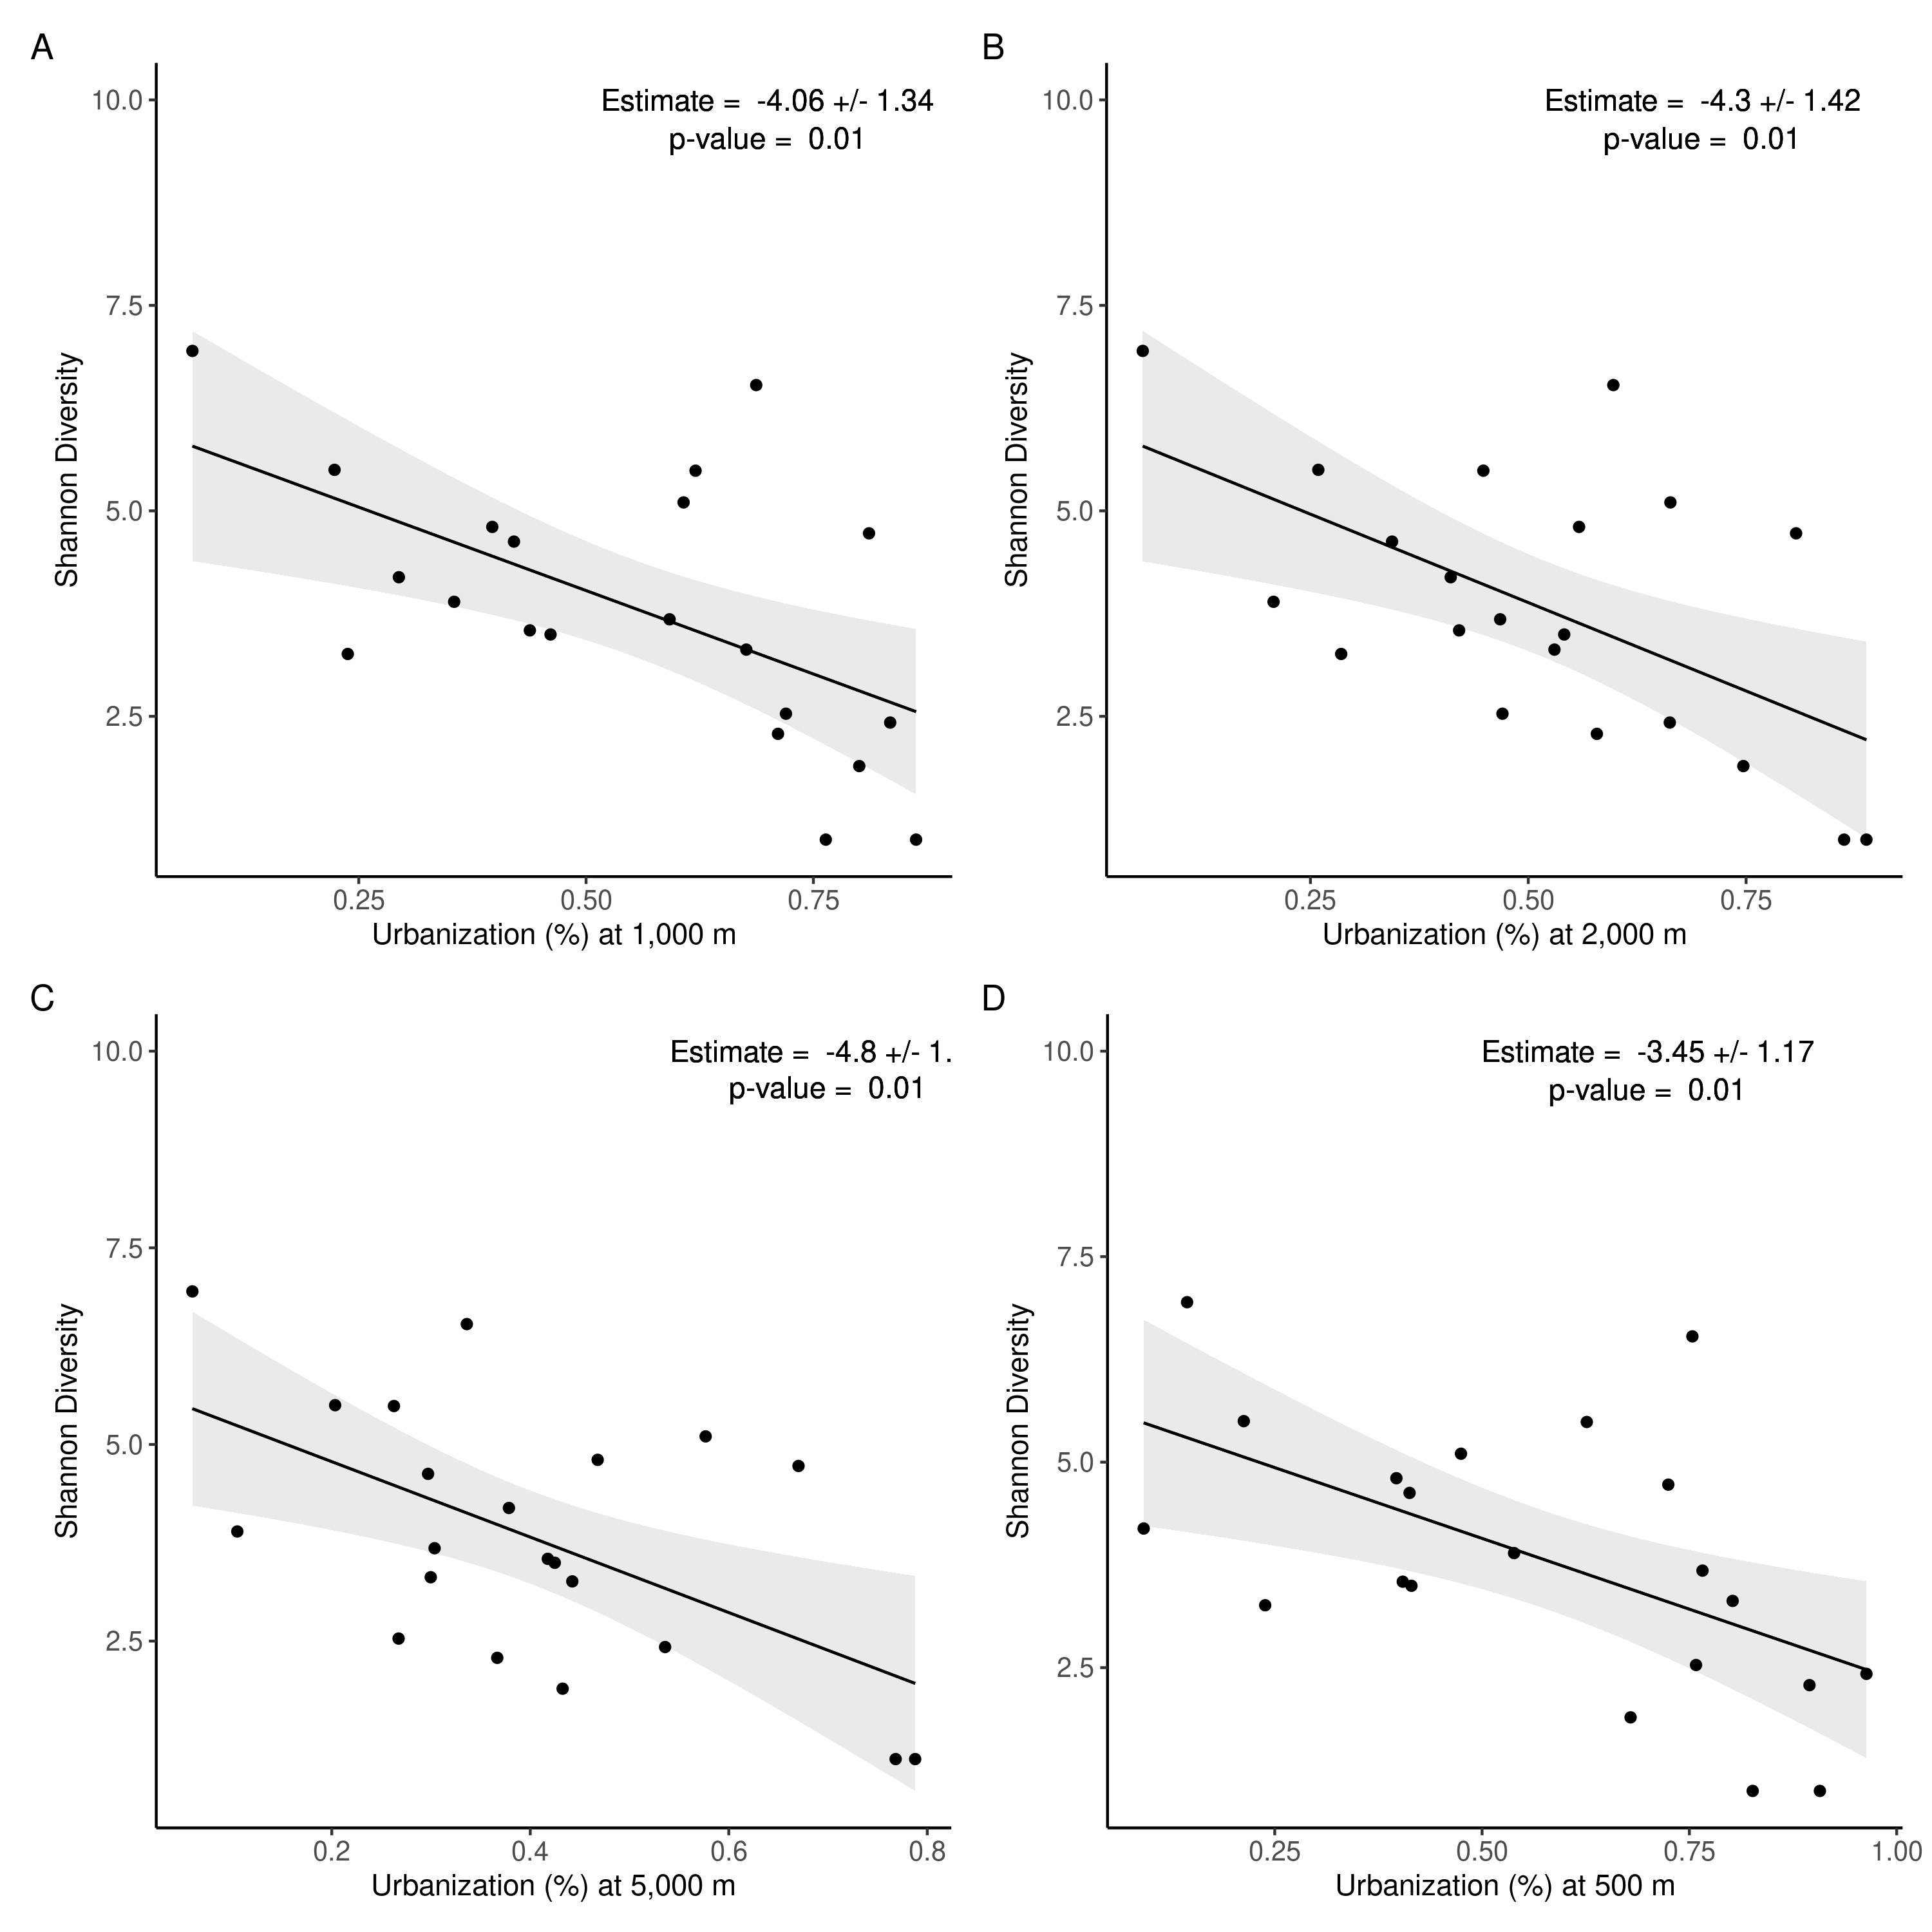 A
Estimate =  -4.06 +/- 1.34
p-value =  0.01
10.0
7.5
5.0
2.5
Shannon Diversity
0.25 0.50 0.75
Urbanization (%) at 1,000 m
B
Estimate =  -4.3 +/- 1.42
p-value =  0.01
10.0
7.5
5.0
2.5
Shannon Diversity
0.25 0.50 0.75
Urbanization (%) at 2,000 m
C
Estimate =  -4.8 +/- 1.
p-value =  0.01
10.0
7.5
5.0
2.5
Shannon Diversity
0.2 0.4 0.6 0.8
Urbanization (%) at 5,000 m
D
Estimate =  -3.45 +/- 1.17
p-value =  0.01
10.0
7.5
5.0
2.5
Shannon Diversity
0.25 0.50 0.75 1.00
Urbanization (%) at 500 m